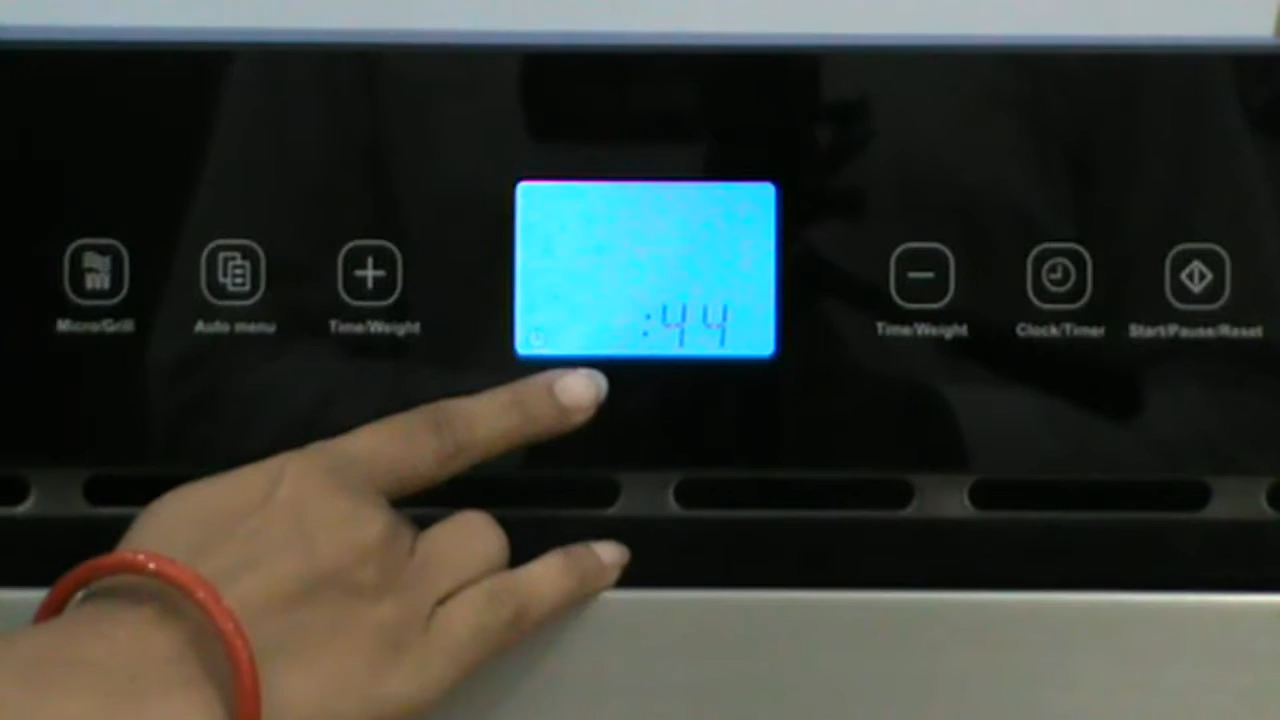 :44
Micro/Grill
Auto menu
Time/Weight
Time/Weight
Clock/Timer
Start/Pause/Reset